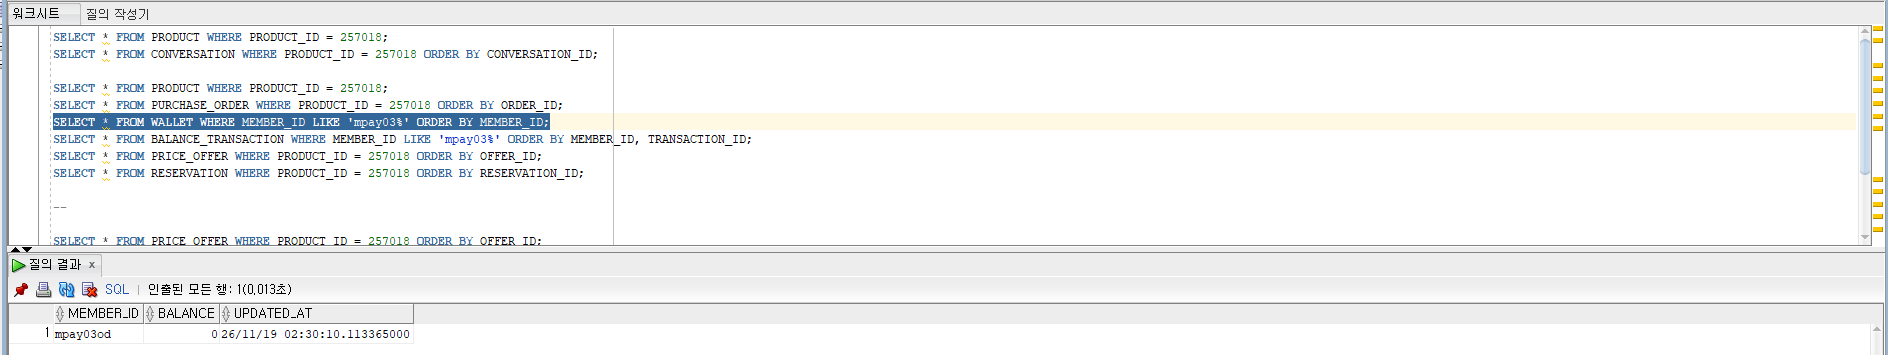 워크시트 질의 작성기
SELECT * FROM PRODUCT WHERE PRODUCT_ID = 257018;
SELECT * FROM CONVERSATION WHERE PRODUCT_ID = 257018 ORDER BY CONVERSATION_ID;
SELECT * FROM PRODUCT WHERE PRODUCT_ID = 257018;
SELECT * FROM PURCHASE_ORDER WHERE PRODUCT_ID = 257018 ORDER BY ORDER_ID;
SELECT * FROM WALLET WHERE MEMBER_ID LIKE 'mpay03%' ORDER BY MEMBER_ID;
SELECT * FROM BALANCE_TRANSACTION WHERE MEMBER_ID LIKE 'mpay03%' ORDER BY MEMBER_ID, TRANSACTION_ID;
SELECT * FROM PRICE_OFFER WHERE PRODUCT_ID = 257018 ORDER BY OFFER_ID;
SELECT * FROM RESERVATION WHERE PRODUCT_ID = 257018 ORDER BY RESERVATION_ID;
--
SELECT * FROM PRICE_OFFER WHERE PRODUCT_ID = 257018 ORDER BY OFFER_ID;
질의 결과 x
SQL | 인출된 모든 행: 1(0,013초)
MEMBER_ID BALANCE UPDATED_AT
1 mpay03od 0 26/11/19 02:30:10.113365000